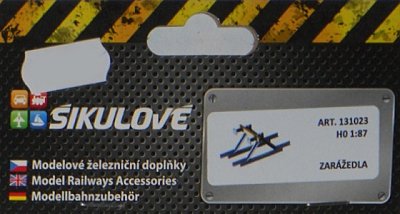 ŠIKULOVÉ
Modelové železniční doplňky
Model Railways Accessories
Modellbahnzubehör
ART. 131023
H0 1:87
ZARÁŽEDLA